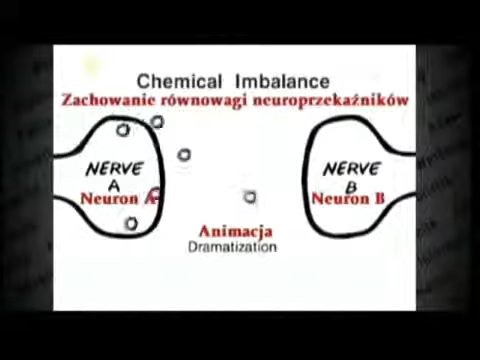 Chemical Imbalance
Zachowanie równowagi neuroprzekaźników
NERVE
A
Neuron A
NERVE
B
Neuron B
Animacja
Dramatization